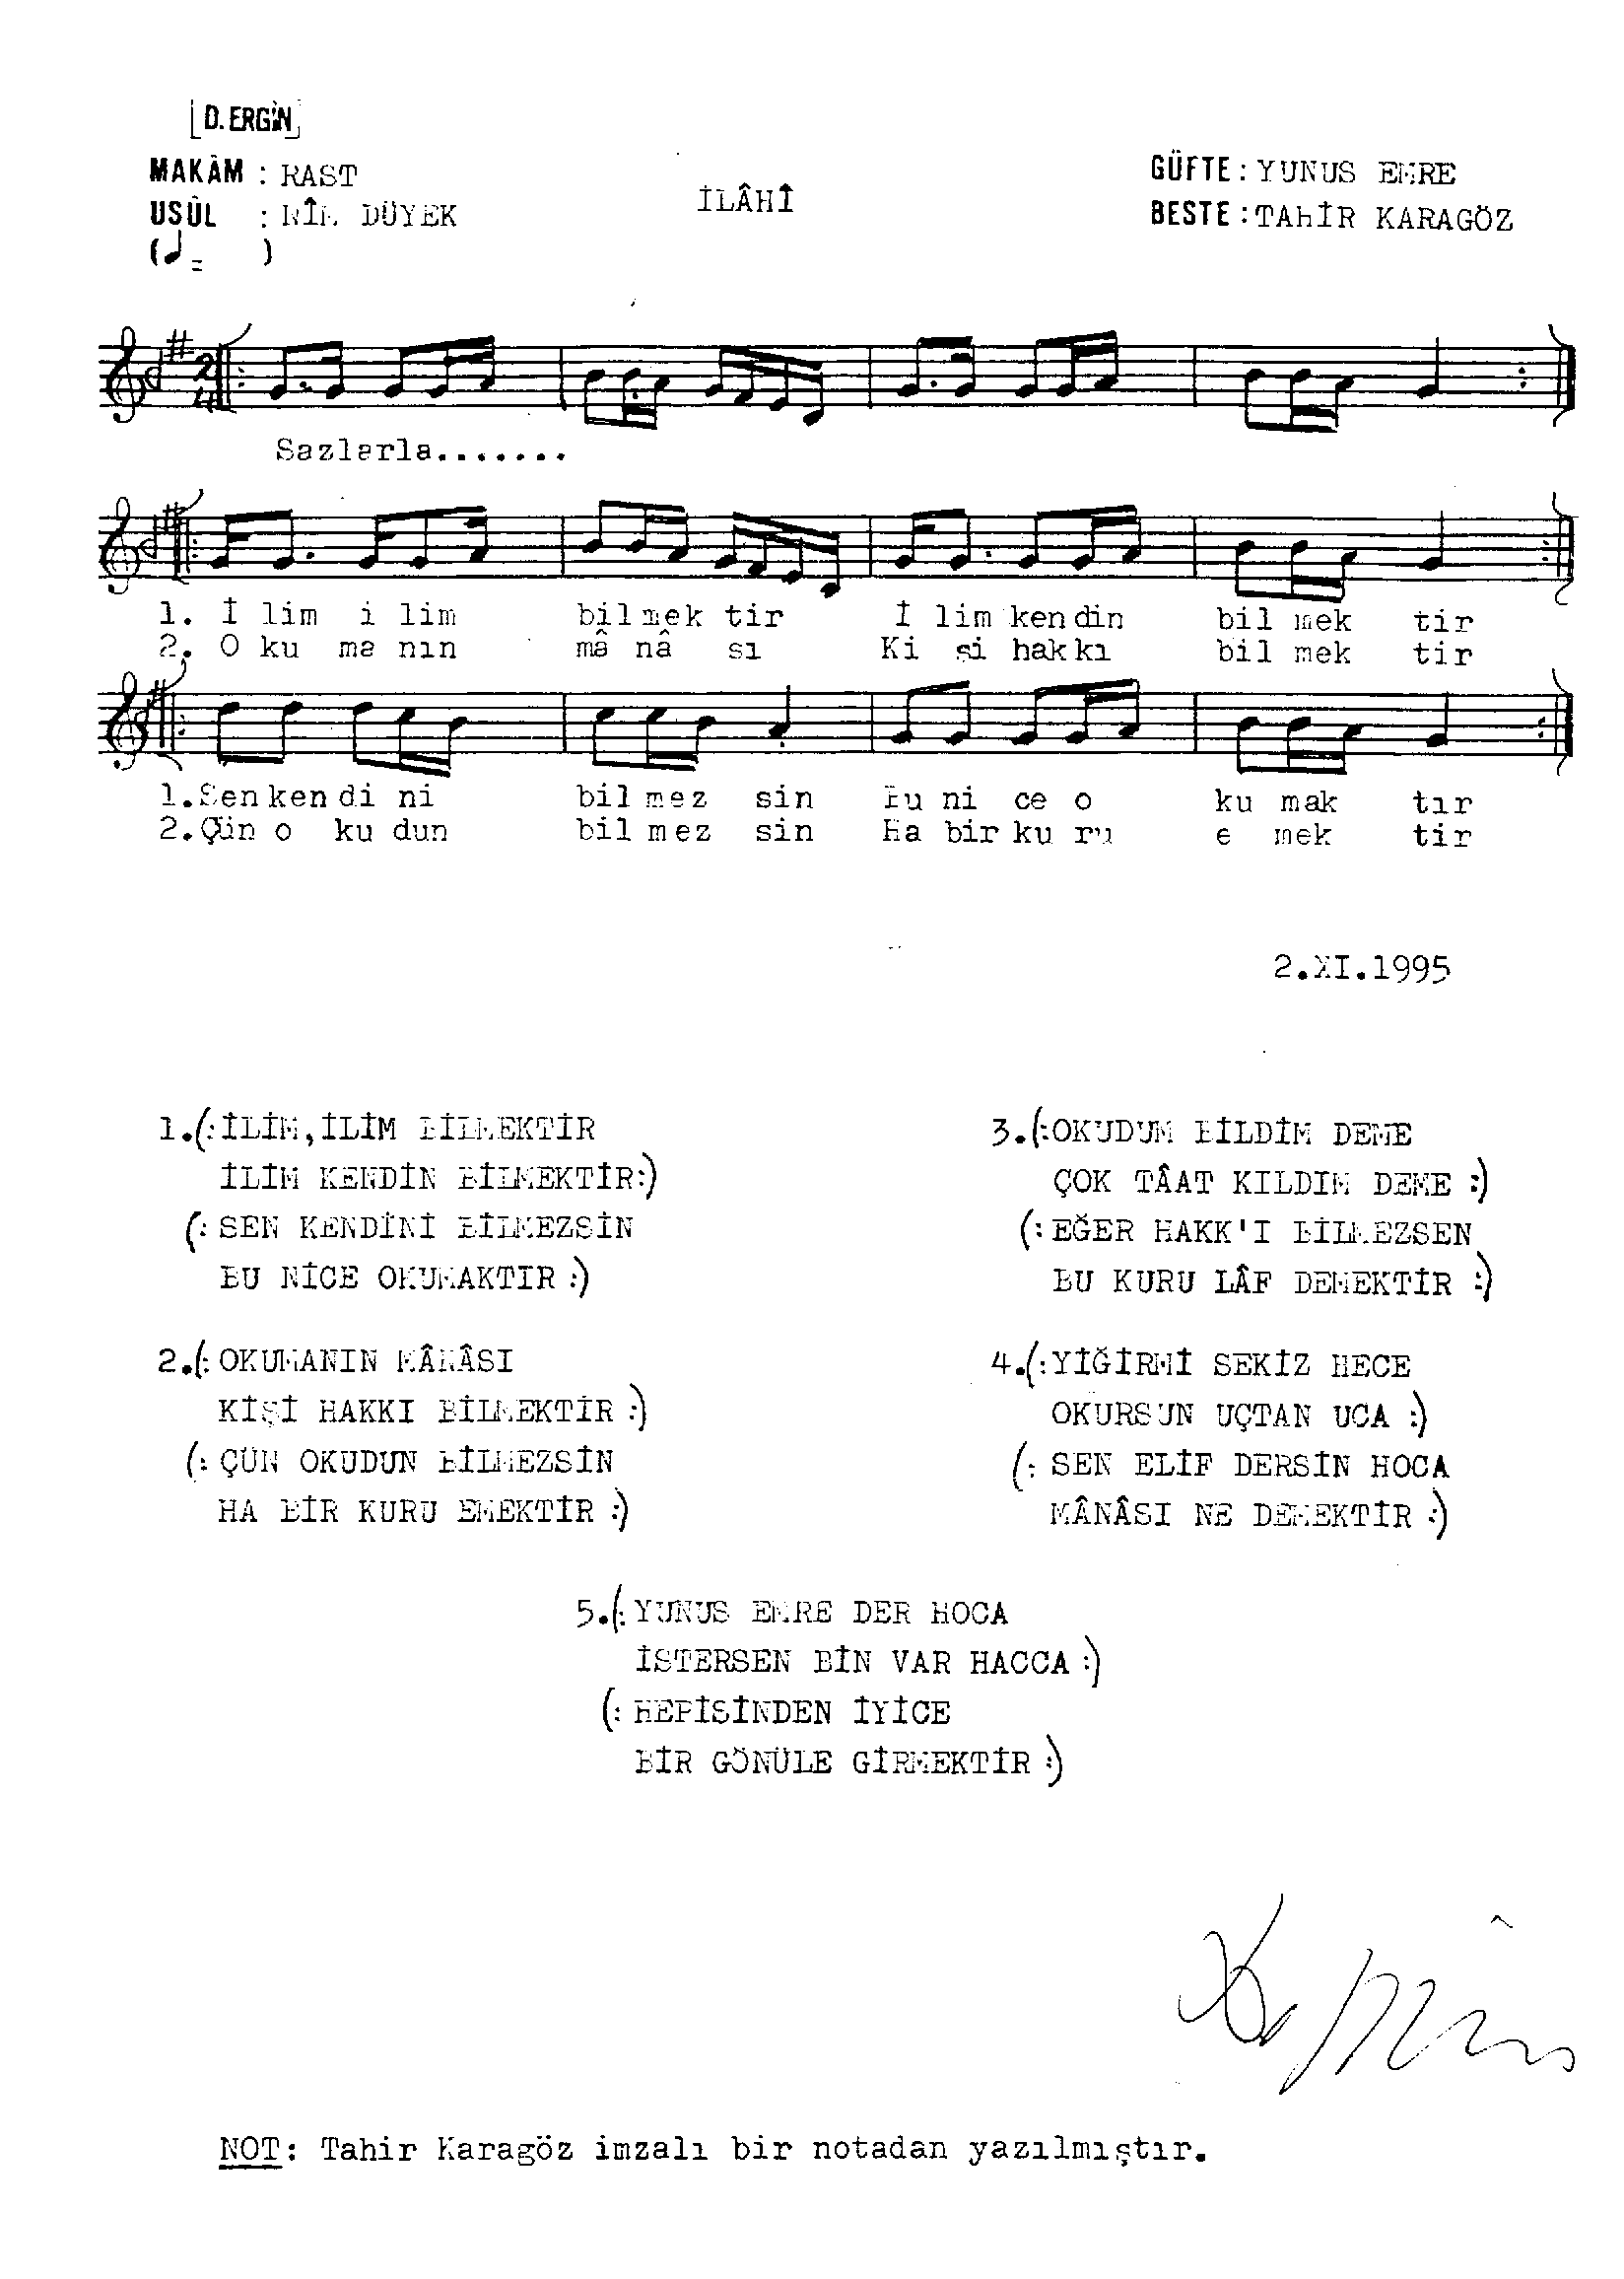 D. ERGİN
MAKÂM : RAST
USÛL : NÎM DÜYEK
İLÂHÎ
GÜFTE : YUNUS EMRE
BESTE : TAHİR KARAGÖZ
( = )
2/4
Sazlarla.......
1. İ lim i lim bil mek tir İ lim ken din bil mek tir
2. O ku ma nın mâ nâ sı Ki şi hak kı bil mek tir
1. Sen ken di ni bil mez sin Bu ni ce o ku mak tır
2. Çün o ku dun bil mez sin Ha bir ku ru e mek tir
2.XI.1995
1.(: İLİM,İLİM BİLMEKTİR
İLİM KENDİN BİLMEKTİR:)
(: SEN KENDİNİ BİLMEZSİN
BU NİCE OKUMAKTIR :)
2.(: OKUMANIN MÂNÂSI
KİŞİ HAKKI BİLMEKTİR :)
(: ÇÜN OKUDUN BİLMEZSİN
HA BİR KURU EMEKTİR :)
3.(: OKUDUM BİLDİM DEME
ÇOK TÂAT KILDIM DEME :)
(: EĞER HAKK'I BİLMEZSEN
BU KURU LÂF DEMEKTİR :)
4.(: YİĞİRMİ SEKİZ HECE
OKURSUN UÇTAN UCA :)
(: SEN ELİF DERSİN HOCA
MÂNÂSI NE DEMEKTİR :)
5.(: YUNUS EMRE DER HOCA
İSTERSEN BİN VAR HACCA :)
(: HEPİSİNDEN İYİCE
BİR GÖNÜLE GİRMEKTİR :)
NOT: Tahir Karagöz imzalı bir notadan yazılmıştır.